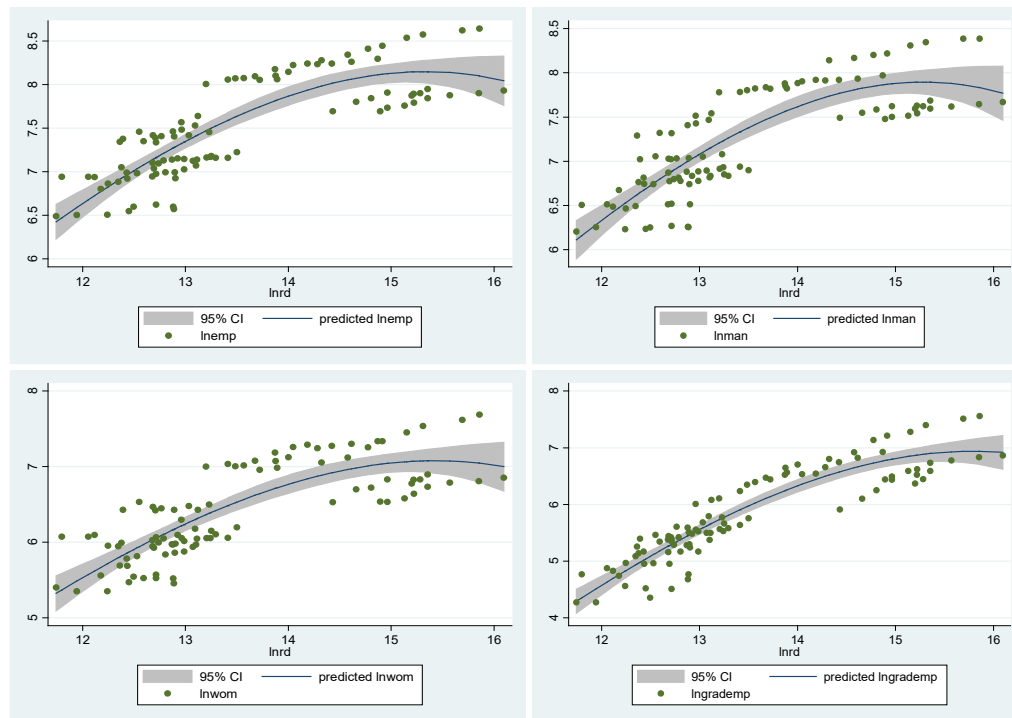 8.5
8
7.5
7
6.5
6
12 13 14 15 16
lnrd
95% CI predicted lnemp
lnemp
8.5
8
7.5
7
6.5
6
12 13 14 15 16
lnrd
95% CI predicted lnman
lnman
8
7
6
5
12 13 14 15 16
lnrd
95% CI predicted lnwom
lnwom
8
7
6
5
4
12 13 14 15 16
lnrd
95% CI predicted lngrademp
lngrademp